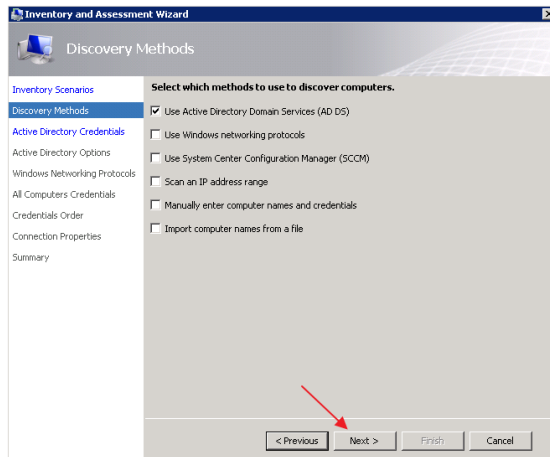 Inventory and Assessment Wizard
Discovery Methods
Inventory Scenarios
Discovery Methods
Active Directory Credentials
Active Directory Options
Windows Networking Protocols
All Computers Credentials
Credentials Order
Connection Properties
Summary
Select which methods to use to discover computers.
Use Active Directory Domain Services (AD DS)
Use Windows networking protocols
Use System Center Configuration Manager (SCCM)
Scan an IP address range
Manually enter computer names and credentials
Import computer names from a file
< Previous Next > Finish Cancel